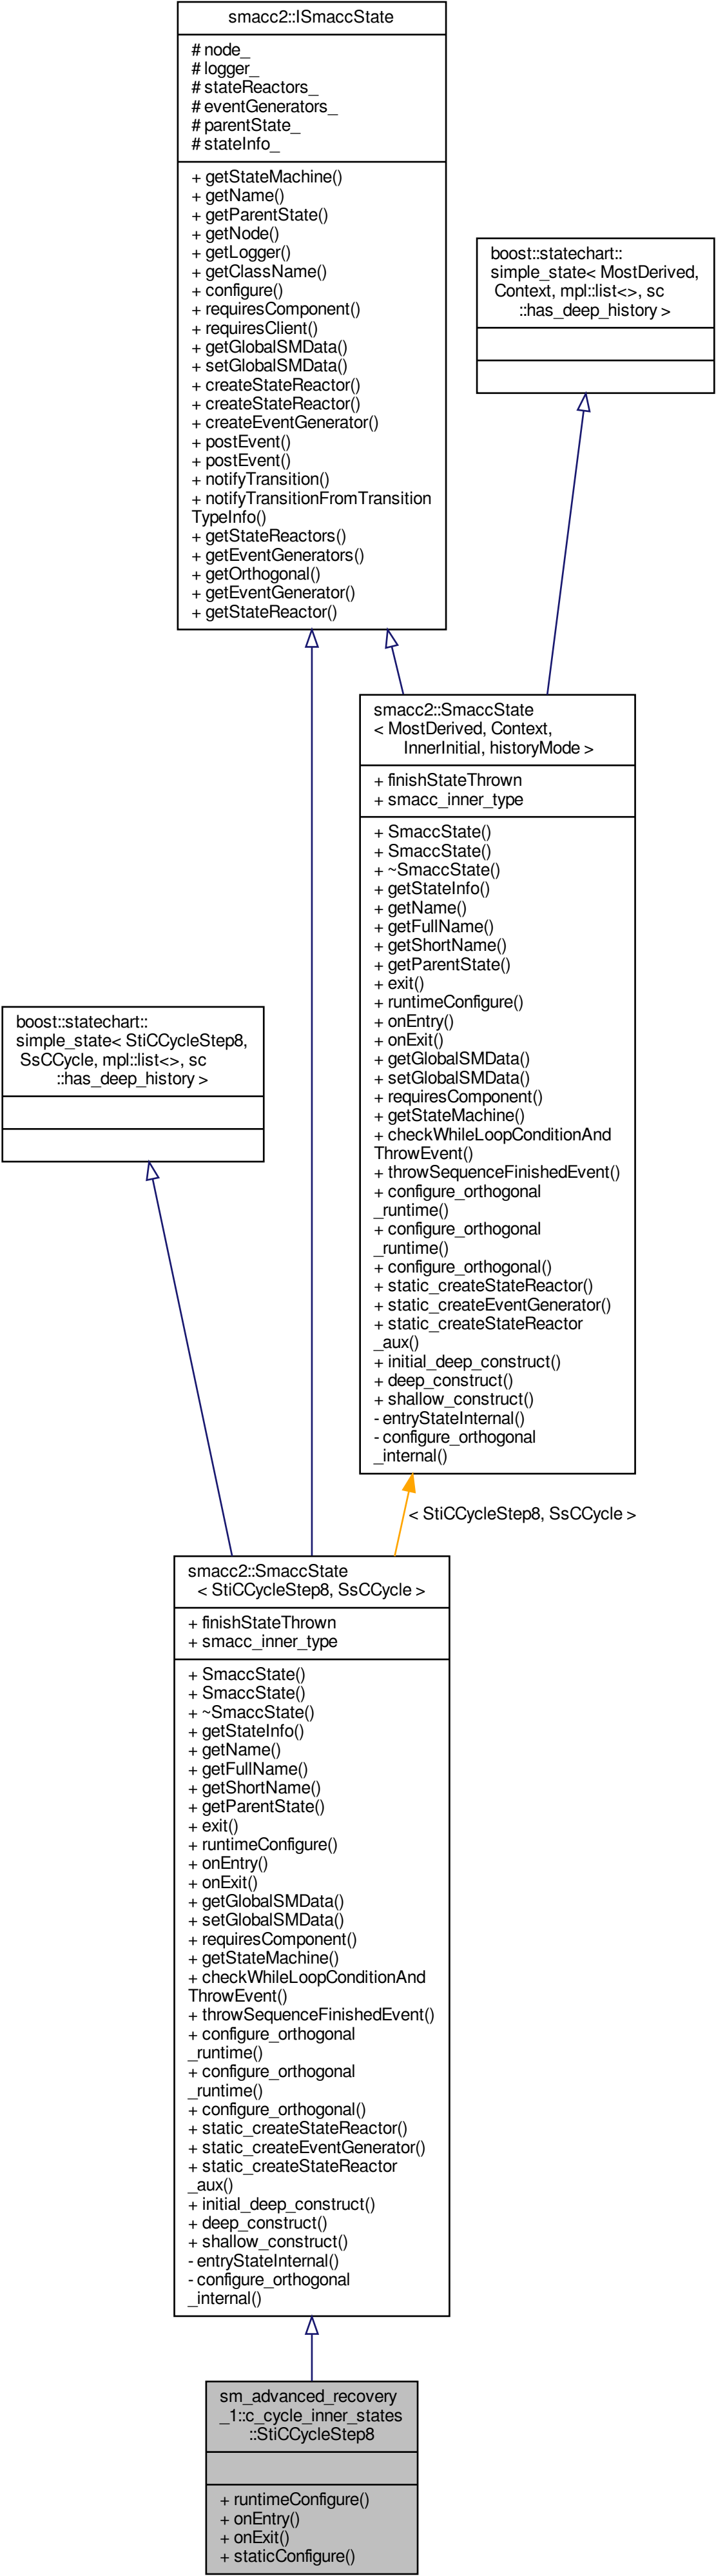 smacc2::ISmaccState
# node_
# logger_
# stateReactors_
# eventGenerators_
# parentState_
# stateInfo_
+ getStateMachine()
+ getName()
+ getParentState()
+ getNode()
+ getLogger()
+ getClassName()
+ configure()
+ requiresComponent()
+ requiresClient()
+ getGlobalSMData()
+ setGlobalSMData()
+ createStateReactor()
+ createStateReactor()
+ createEventGenerator()
+ postEvent()
+ postEvent()
+ notifyTransition()
+ notifyTransitionFromTransition
TypeInfo()
+ getStateReactors()
+ getEventGenerators()
+ getOrthogonal()
+ getEventGenerator()
+ getStateReactor()
boost::statechart::
simple_state< MostDerived,
Context, mpl::list<>, sc
::has_deep_history >
smacc2::SmaccState
< MostDerived, Context,
InnerInitial, historyMode >
+ finishStateThrown
+ smacc_inner_type
+ SmaccState()
+ SmaccState()
+ ~SmaccState()
+ getStateInfo()
+ getName()
+ getFullName()
+ getShortName()
+ getParentState()
+ exit()
+ runtimeConfigure()
+ onEntry()
+ onExit()
+ getGlobalSMData()
+ setGlobalSMData()
+ requiresComponent()
+ getStateMachine()
+ checkWhileLoopConditionAnd
ThrowEvent()
+ throwSequenceFinishedEvent()
+ configure_orthogonal
_runtime()
+ configure_orthogonal
_runtime()
+ configure_orthogonal()
+ static_createStateReactor()
+ static_createEventGenerator()
+ static_createStateReactor
_aux()
+ initial_deep_construct()
+ deep_construct()
+ shallow_construct()
- entryStateInternal()
- configure_orthogonal
_internal()
boost::statechart::
simple_state< StiCCycleStep8,
SsCCycle, mpl::list<>, sc
::has_deep_history >
< StiCCycleStep8, SsCCycle >
smacc2::SmaccState
< StiCCycleStep8, SsCCycle >
+ finishStateThrown
+ smacc_inner_type
+ SmaccState()
+ SmaccState()
+ ~SmaccState()
+ getStateInfo()
+ getName()
+ getFullName()
+ getShortName()
+ getParentState()
+ exit()
+ runtimeConfigure()
+ onEntry()
+ onExit()
+ getGlobalSMData()
+ setGlobalSMData()
+ requiresComponent()
+ getStateMachine()
+ checkWhileLoopConditionAnd
ThrowEvent()
+ throwSequenceFinishedEvent()
+ configure_orthogonal
_runtime()
+ configure_orthogonal
_runtime()
+ configure_orthogonal()
+ static_createStateReactor()
+ static_createEventGenerator()
+ static_createStateReactor
_aux()
+ initial_deep_construct()
+ deep_construct()
+ shallow_construct()
- entryStateInternal()
- configure_orthogonal
_internal()
sm_advanced_recovery
_1::c_cycle_inner_states
::StiCCycleStep8
+ runtimeConfigure()
+ onEntry()
+ onExit()
+ staticConfigure()